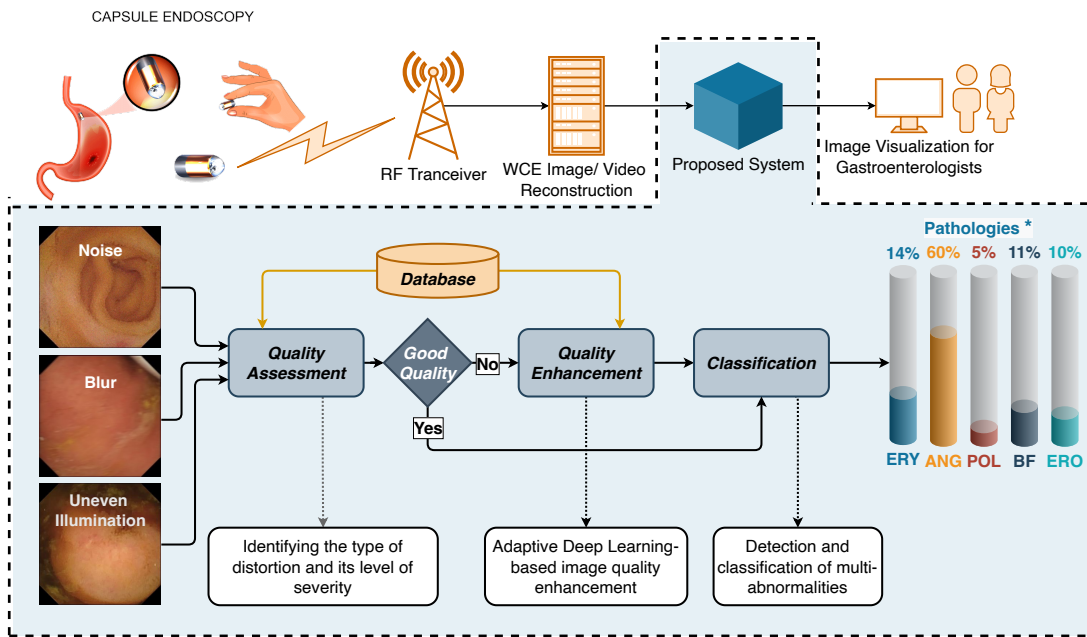 CAPSULE ENDOSCOPY
RF Tranceiver
WCE Image/ Video
Reconstruction
Proposed System
Image Visualization for
Gastroenterologists
Noise
Blur
Uneven
Illumination
Database
Quality
Assessment
Good
Quality
No
Yes
Quality
Enhancement
Classification
Pathologies *
14% 60% 5% 11% 10%
ERY ANG POL BF ERO
Identifying the type of
distortion and its level of
severity
Adaptive Deep Learning-
based image quality
enhancement
Detection and
classification of multi-
abnormalities